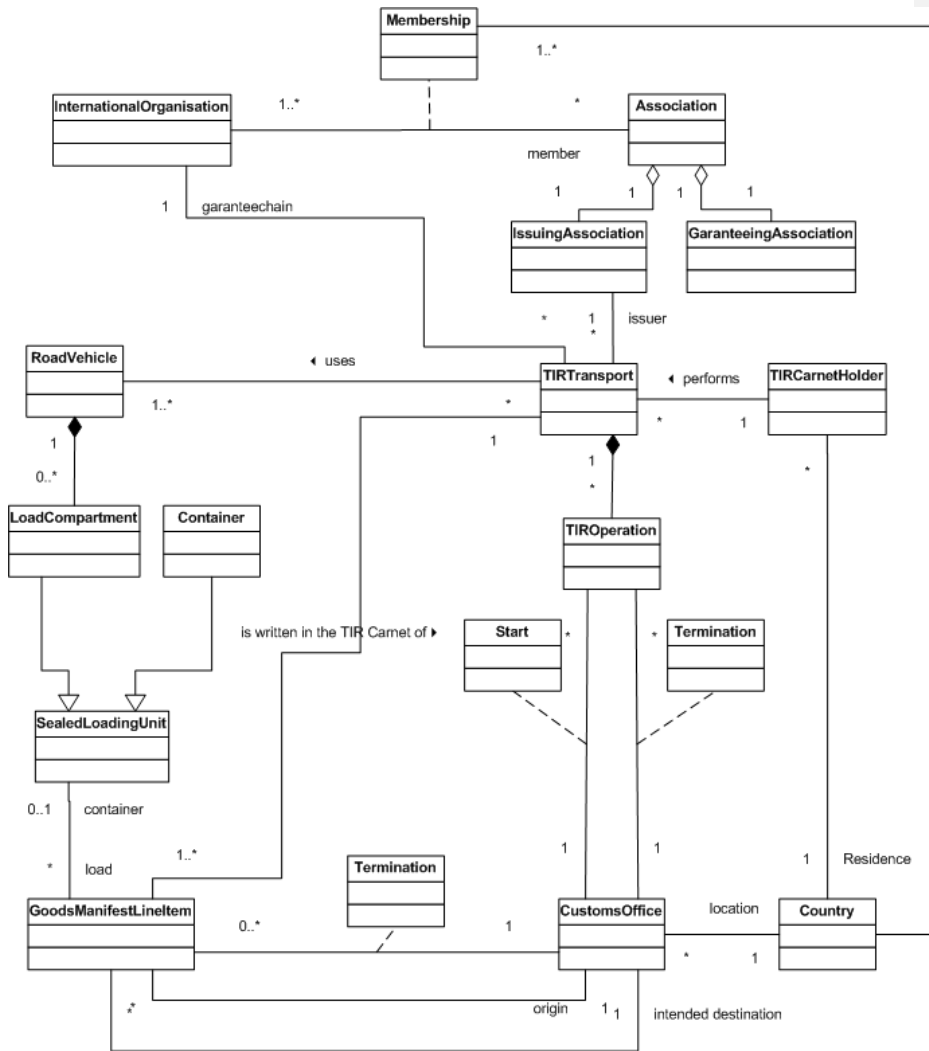 Membership
1..*
InternationalOrganisation
1..*
*
Association
member
1
garanteechain
1
1
1
1
IssuingAssociation
GaranteeingAssociation
*
1
issuer
*
RoadVehicle
◄ uses
TIRTransport
◄ performs
TIRCarnetHolder
1..*
*
*
1
1
1
1
*
0..*
*
LoadCompartment
Container
TIROperation
is written in the TIR Carnet of ►
Start
*
*
Termination
SealedLoadingUnit
0..1
container
1..*
1
1
1
Residence
*
load
Termination
GoodsManifestLineItem
0..*
1
CustomsOffice
location
Country
*
1
*
*
origin
1
1
intended destination